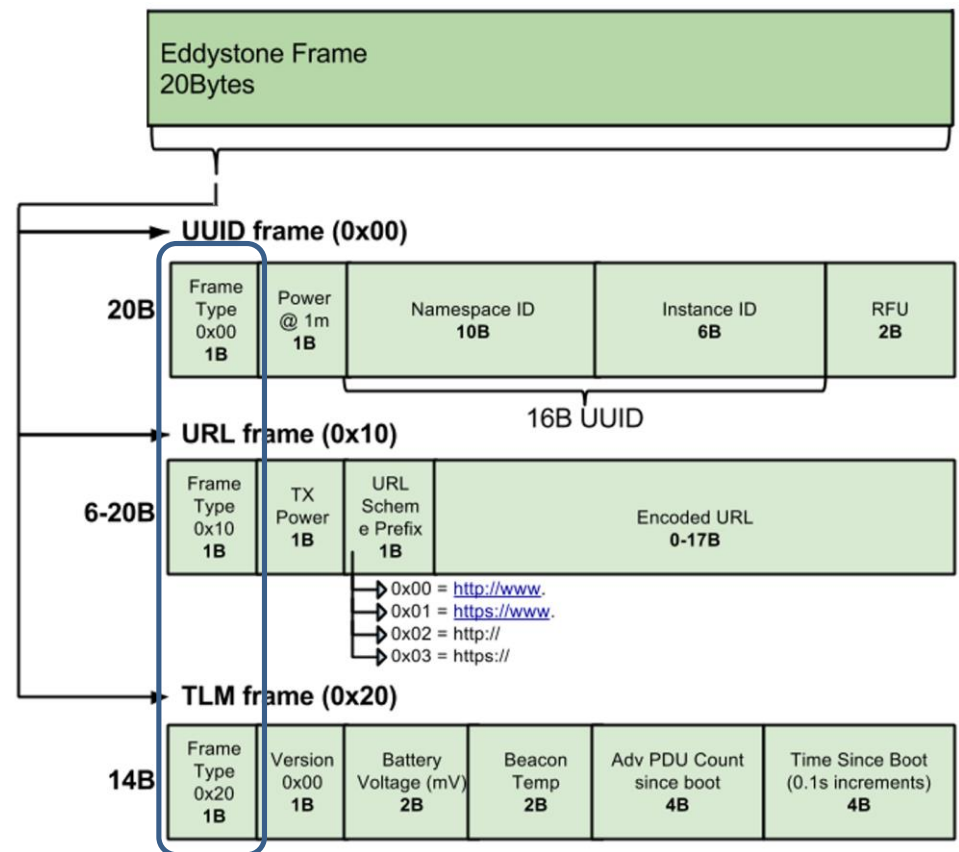 Eddystone Frame
20Bytes
UUID frame (0x00)
20B
Frame
Type
0x00
1B
Power
@ 1m
1B
Namespace ID
10B
Instance ID
6B
RFU
2B
16B UUID
URL frame (0x10)
6-20B
Frame
Type
0x10
1B
TX
Power
1B
URL
Schem
e Prefix
1B
Encoded URL
0-17B
0x00 = http://www.
0x01 = https://www.
0x02 = http://
0x03 = https://
TLM frame (0x20)
14B
Frame
Type
0x20
1B
Version
0x00
1B
Battery
Voltage (mV)
2B
Beacon
Temp
2B
Adv PDU Count
since boot
4B
Time Since Boot
(0.1s increments)
4B